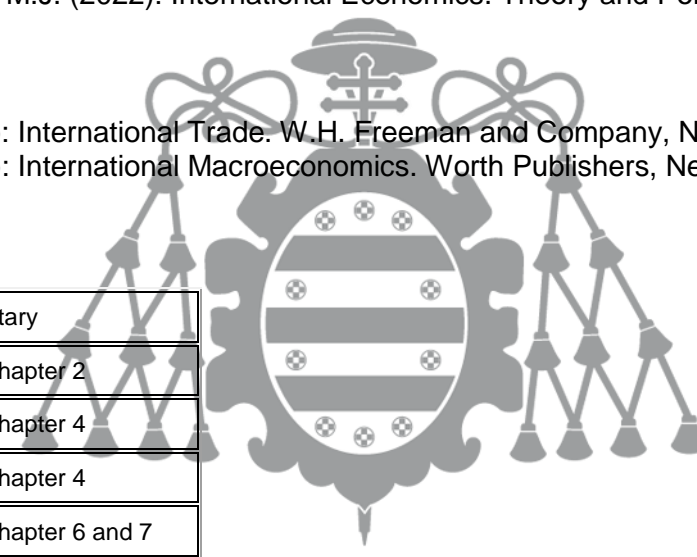 M.J. (2022). International Economics. Theory and Po
: International Trade. W.H. Freeman and Company, N
: International Macroeconomics. Worth Publishers, Ne
tary
hapter 2
hapter 4
hapter 4
hapter 6 and 7